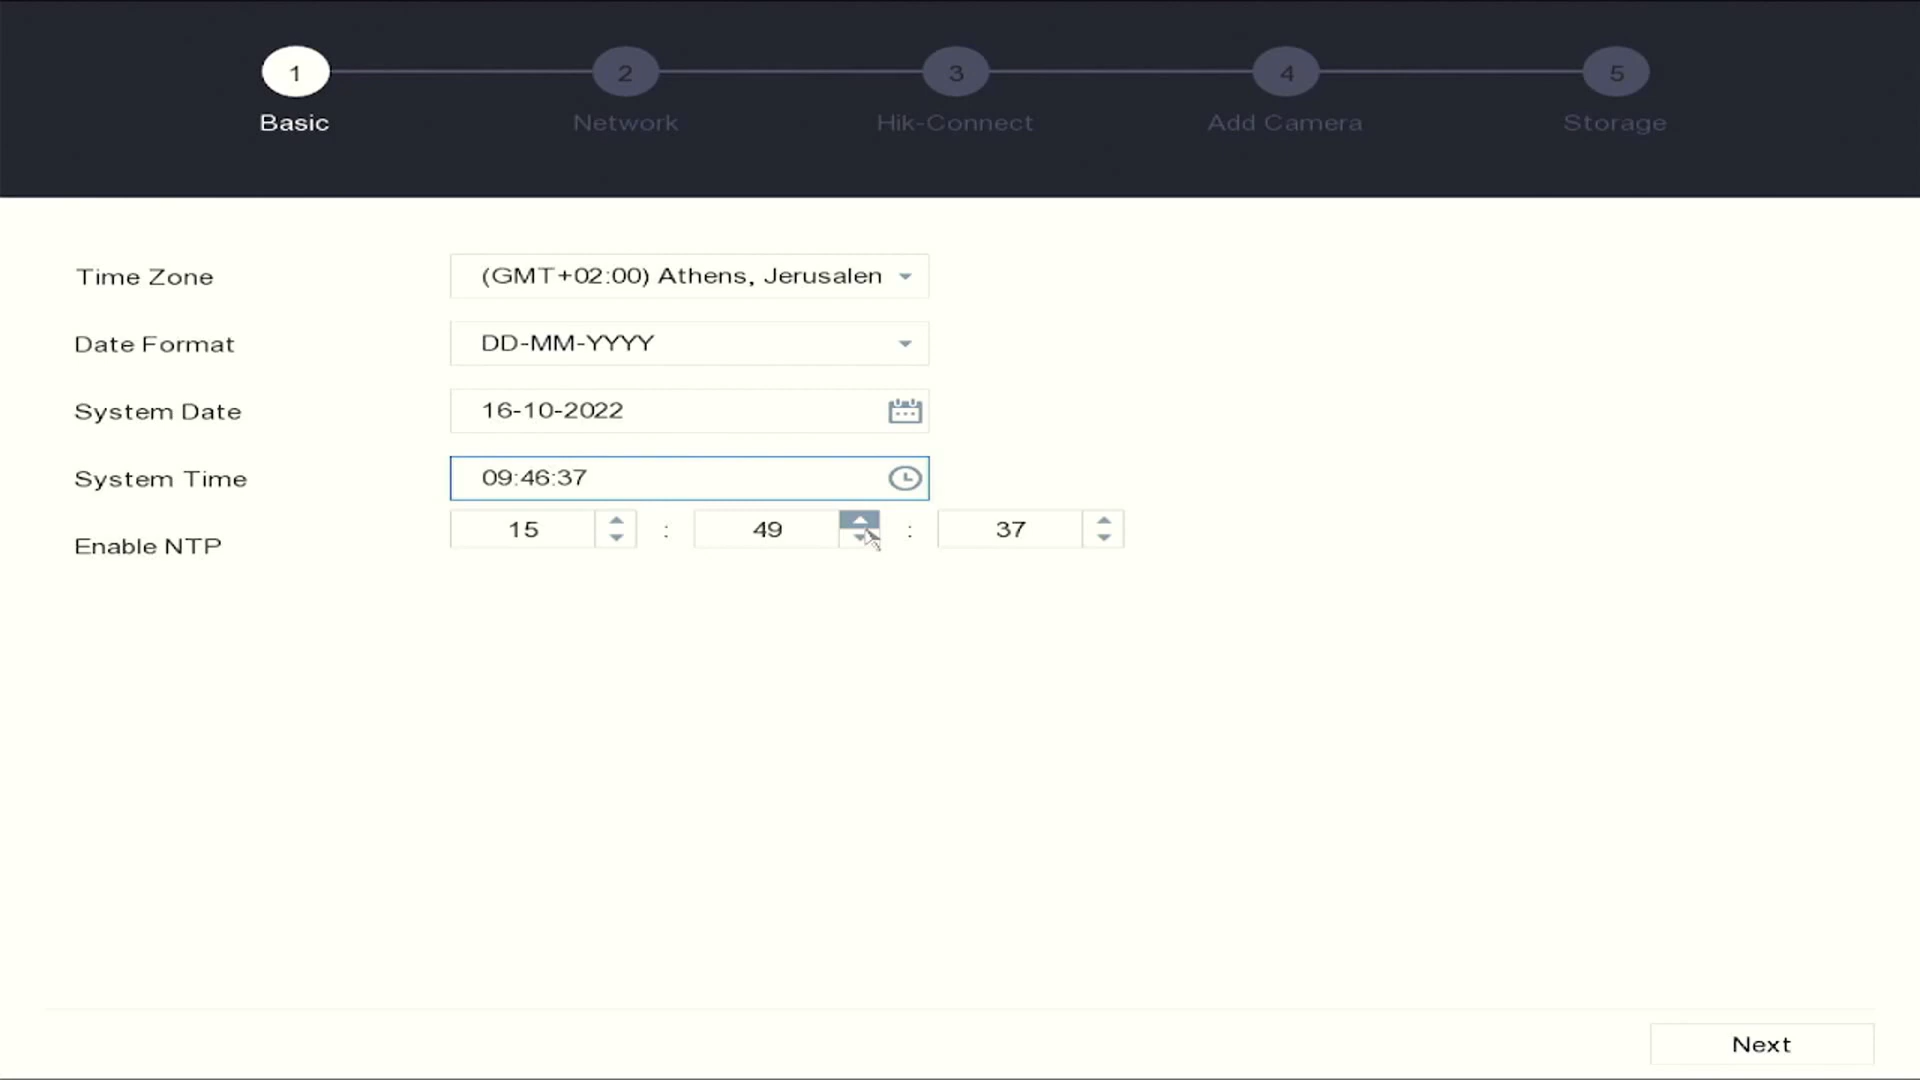 1 2 3 4 5
Basic Network Hik-Connect Add Camera Storage
Time Zone (GMT+02:00) Athens, Jerusalen
Date Format DD-MM-YYYY
System Date 16-10-2022
System Time 09:46:37
15 : 49 : 37
Enable NTP
Next